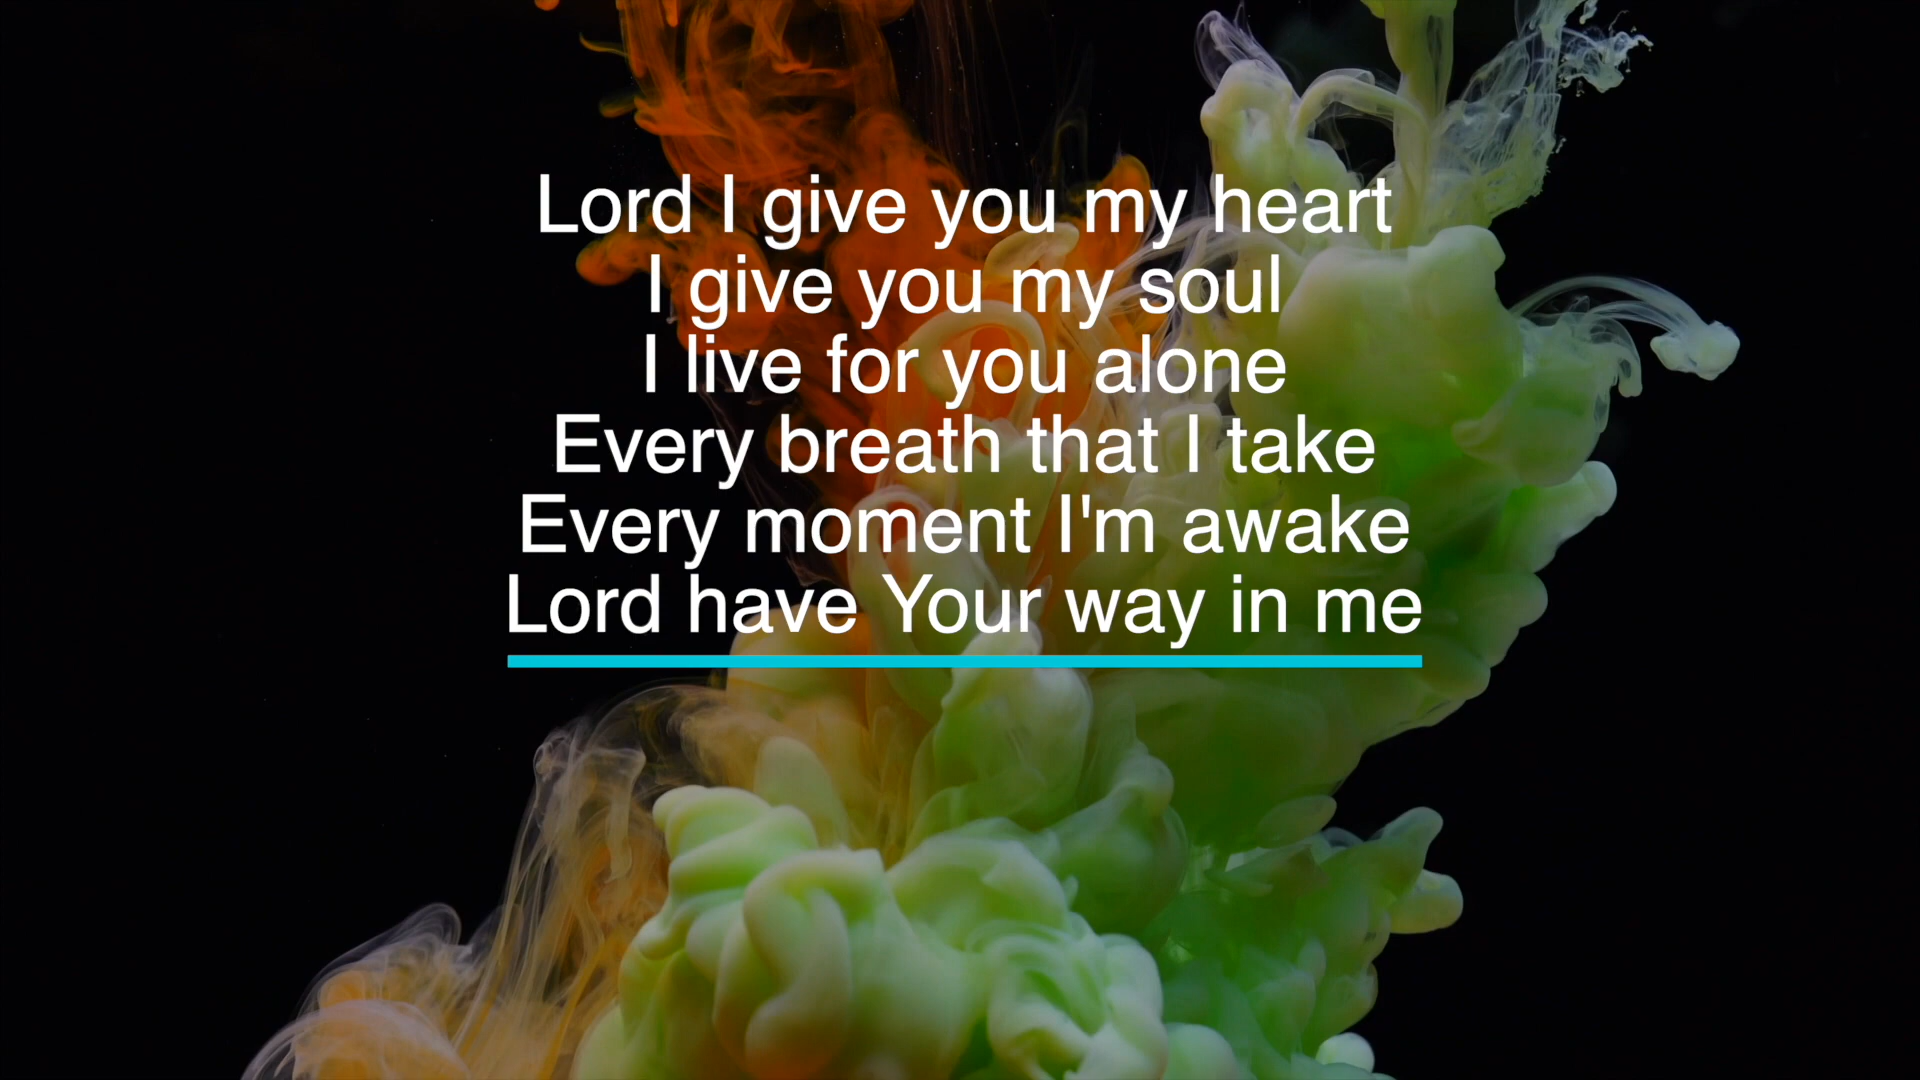 Lord I give you my heart
I give you my soul
I live for you alone
Every breath that I take
Every moment I'm awake
Lord have Your way in me